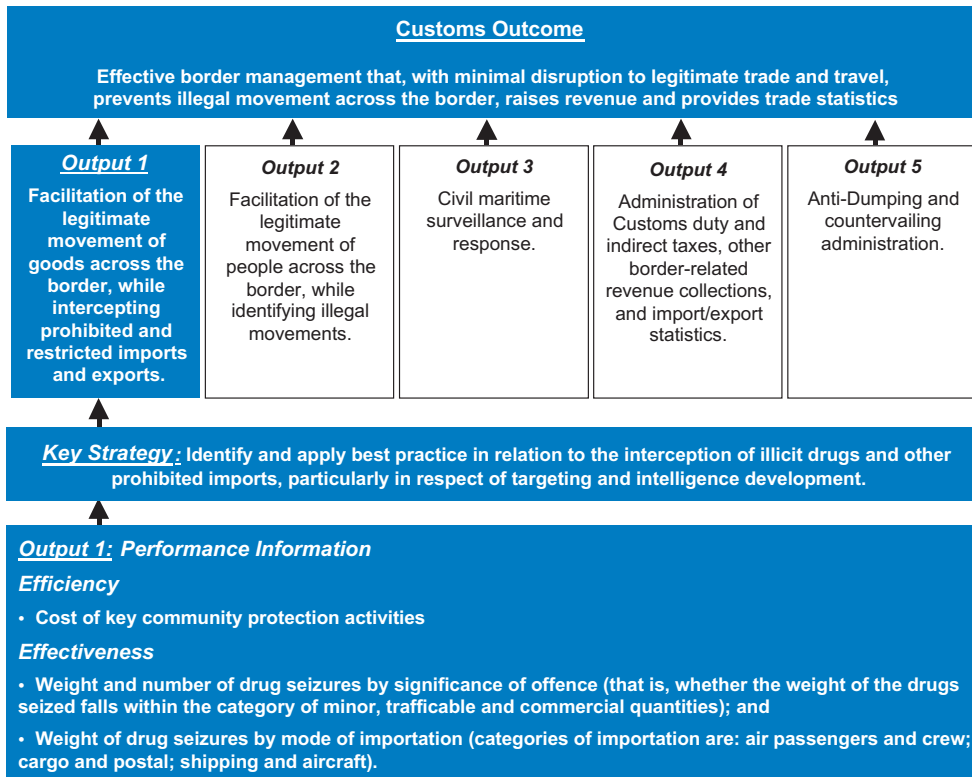 Customs Outcome
Effective border management that, with minimal disruption to legitimate trade and travel,
prevents illegal movement across the border, raises revenue and provides trade statistics
Output 1
Facilitation of the
legitimate
movement of
goods across the
border, while
intercepting
prohibited and
restricted imports
and exports.
Output 2
Facilitation of the
legitimate
movement of
people across the
border, while
identifying illegal
movements.
Output 3
Civil maritime
surveillance and
response.
Output 4
Administration of
Customs duty and
indirect taxes, other
border-related
revenue collections,
and import/export
statistics.
Output 5
Anti-Dumping and
countervailing
administration.
Key Strategy: Identify and apply best practice in relation to the interception of illicit drugs and other
prohibited imports, particularly in respect of targeting and intelligence development.
Output 1: Performance Information
Efficiency
• Cost of key community protection activities
Effectiveness
• Weight and number of drug seizures by significance of offence (that is, whether the weight of the drugs
seized falls within the category of minor, trafficable and commercial quantities); and
• Weight of drug seizures by mode of importation (categories of importation are: air passengers and crew;
cargo and postal; shipping and aircraft).